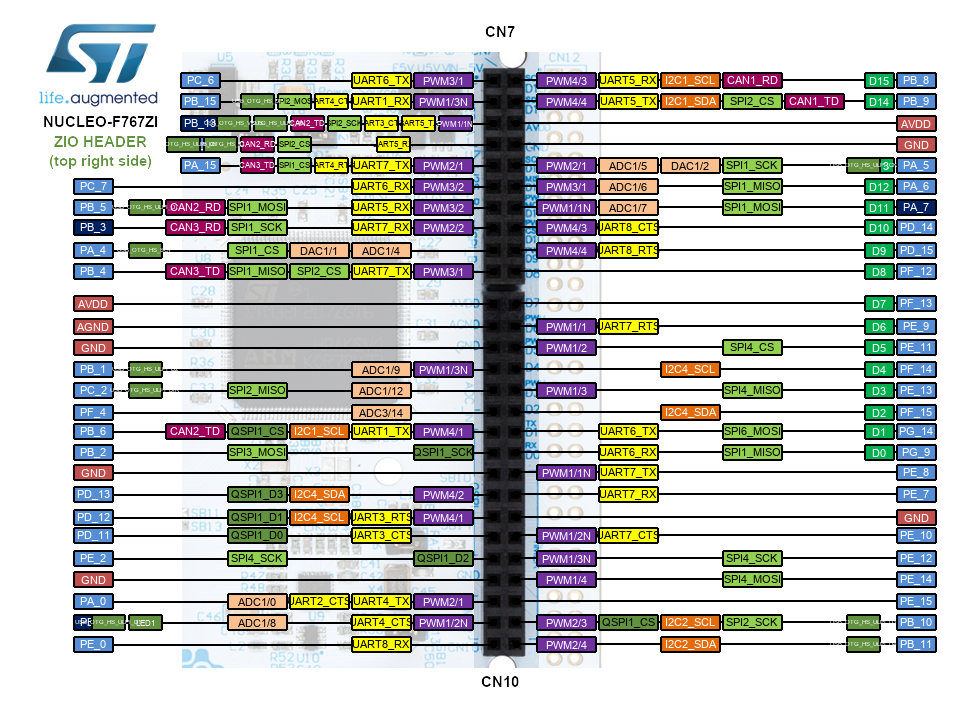 CN7
life.augmented
NUCLEO-F767ZI
ZIO HEADER
(top right side)
PC_6 UART6_TX PWM3/1 PWM4/3 UART5_RX I2C1_SCL CAN1_RD D15 PB_8
PB_15 UART1_RX PWM1/3N PWM4/4 UART5_TX I2C1_SDA SPI2_CS CAN1_TD D14 PB_9
PB_13 CAN2_TD PWM1/1N AVDD
CAN2_RD SPI2_CS GND
PA_15 CAN3_TD SPI1_CS UART7_TX PWM2/1 PWM2/1 ADC1/5 DAC1/2 SPI1_SCK PA_5
PC_7 UART6_RX PWM3/2 PWM3/1 ADC1/6 SPI1_MISO D12 PA_6
PB_5 CAN2_RD SPI1_MOSI UART5_RX PWM3/2 PWM1/1N ADC1/7 SPI1_MOSI D11 PA_7
PB_3 CAN3_RD SPI1_SCK UART7_RX PWM2/2 PWM4/3 UART8_CTS D10 PD_14
PA_4 SPI1_CS DAC1/1 ADC1/4 PWM4/4 UART8_RTS D9 PD_15
PB_4 CAN3_TD SPI1_MISO SPI2_CS UART7_TX PWM3/1 D8 PF_12
AVDD D7 PF_13
AGND PWM1/1 UART7_RTS D6 PE_9
GND PWM1/2 SPI4_CS D5 PE_11
PB_1 ADC1/9 PWM1/3N I2C4_SCL D4 PF_14
PC_2 SPI2_MISO ADC1/12 PWM1/3 SPI4_MISO D3 PE_13
PF_4 ADC3/14 I2C4_SDA D2 PF_15
PB_6 CAN2_TD QSPI1_CS I2C1_SCL UART1_TX PWM4/1 UART6_TX SPI6_MOSI D1 PG_14
PB_2 SPI3_MOSI QSPI1_SCK UART6_RX SPI1_MISO D0 PG_9
GND PWM1/1N UART7_TX PE_8
PD_13 QSPI1_D3 I2C4_SDA PWM4/2 UART7_RX PE_7
PD_12 QSPI1_D1 I2C4_SCL UART3_RTS PWM4/1 GND
PD_11 QSPI1_D0 UART3_CTS PWM1/2N UART7_CTS PE_10
PE_2 SPI4_SCK QSPI1_D2 PWM1/3N SPI4_SCK PE_12
GND PWM1/4 SPI4_MOSI PE_14
PA_0 ADC1/0 UART2_CTS UART4_TX PWM2/1 PE_15
LED1 ADC1/8 UART4_CTS PWM1/2N PWM2/3 QSPI1_CS I2C2_SCL SPI2_SCK PB_10
PE_0 UART8_RX PWM2/4 I2C2_SDA PB_11
CN10